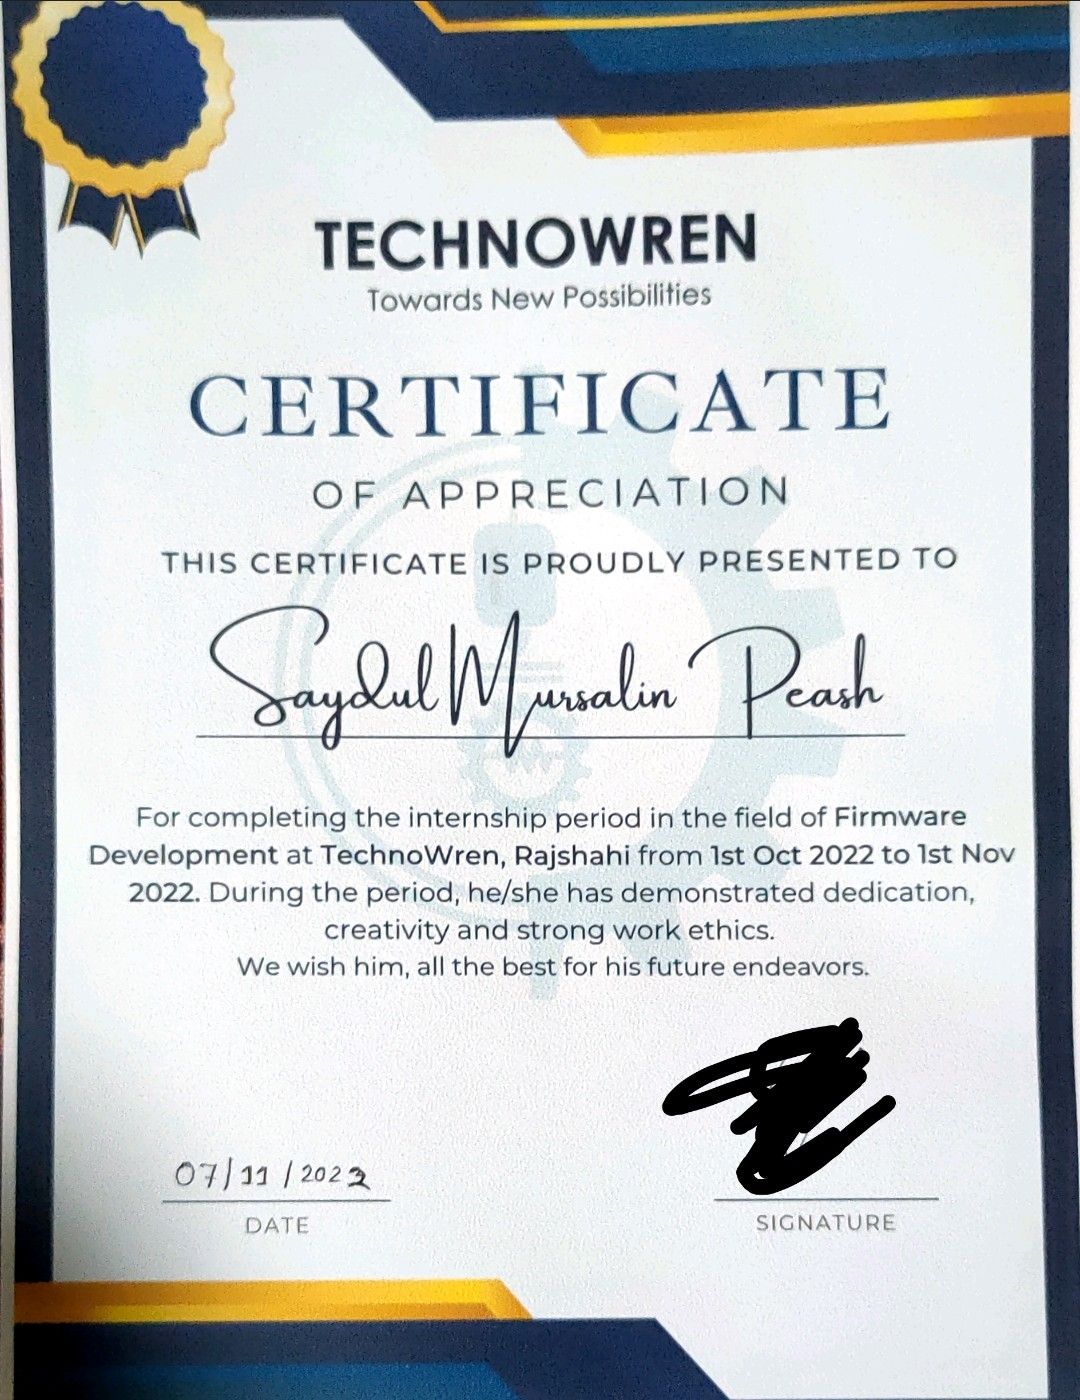 TECHNOWREN
Towards New Possibilities
CERTIFICATE
OF APPRECIATION
THIS CERTIFICATE IS PROUDLY PRESENTED TO
Saydul Mursalin Peash
For completing the internship period in the field of Firmware
Development at TechnoWren, Rajshahi from 1st Oct 2022 to 1st Nov
2022. During the period, he/she has demonstrated dedication,
creativity and strong work ethics.
We wish him, all the best for his future endeavors.
07/11/2022
DATE
SIGNATURE